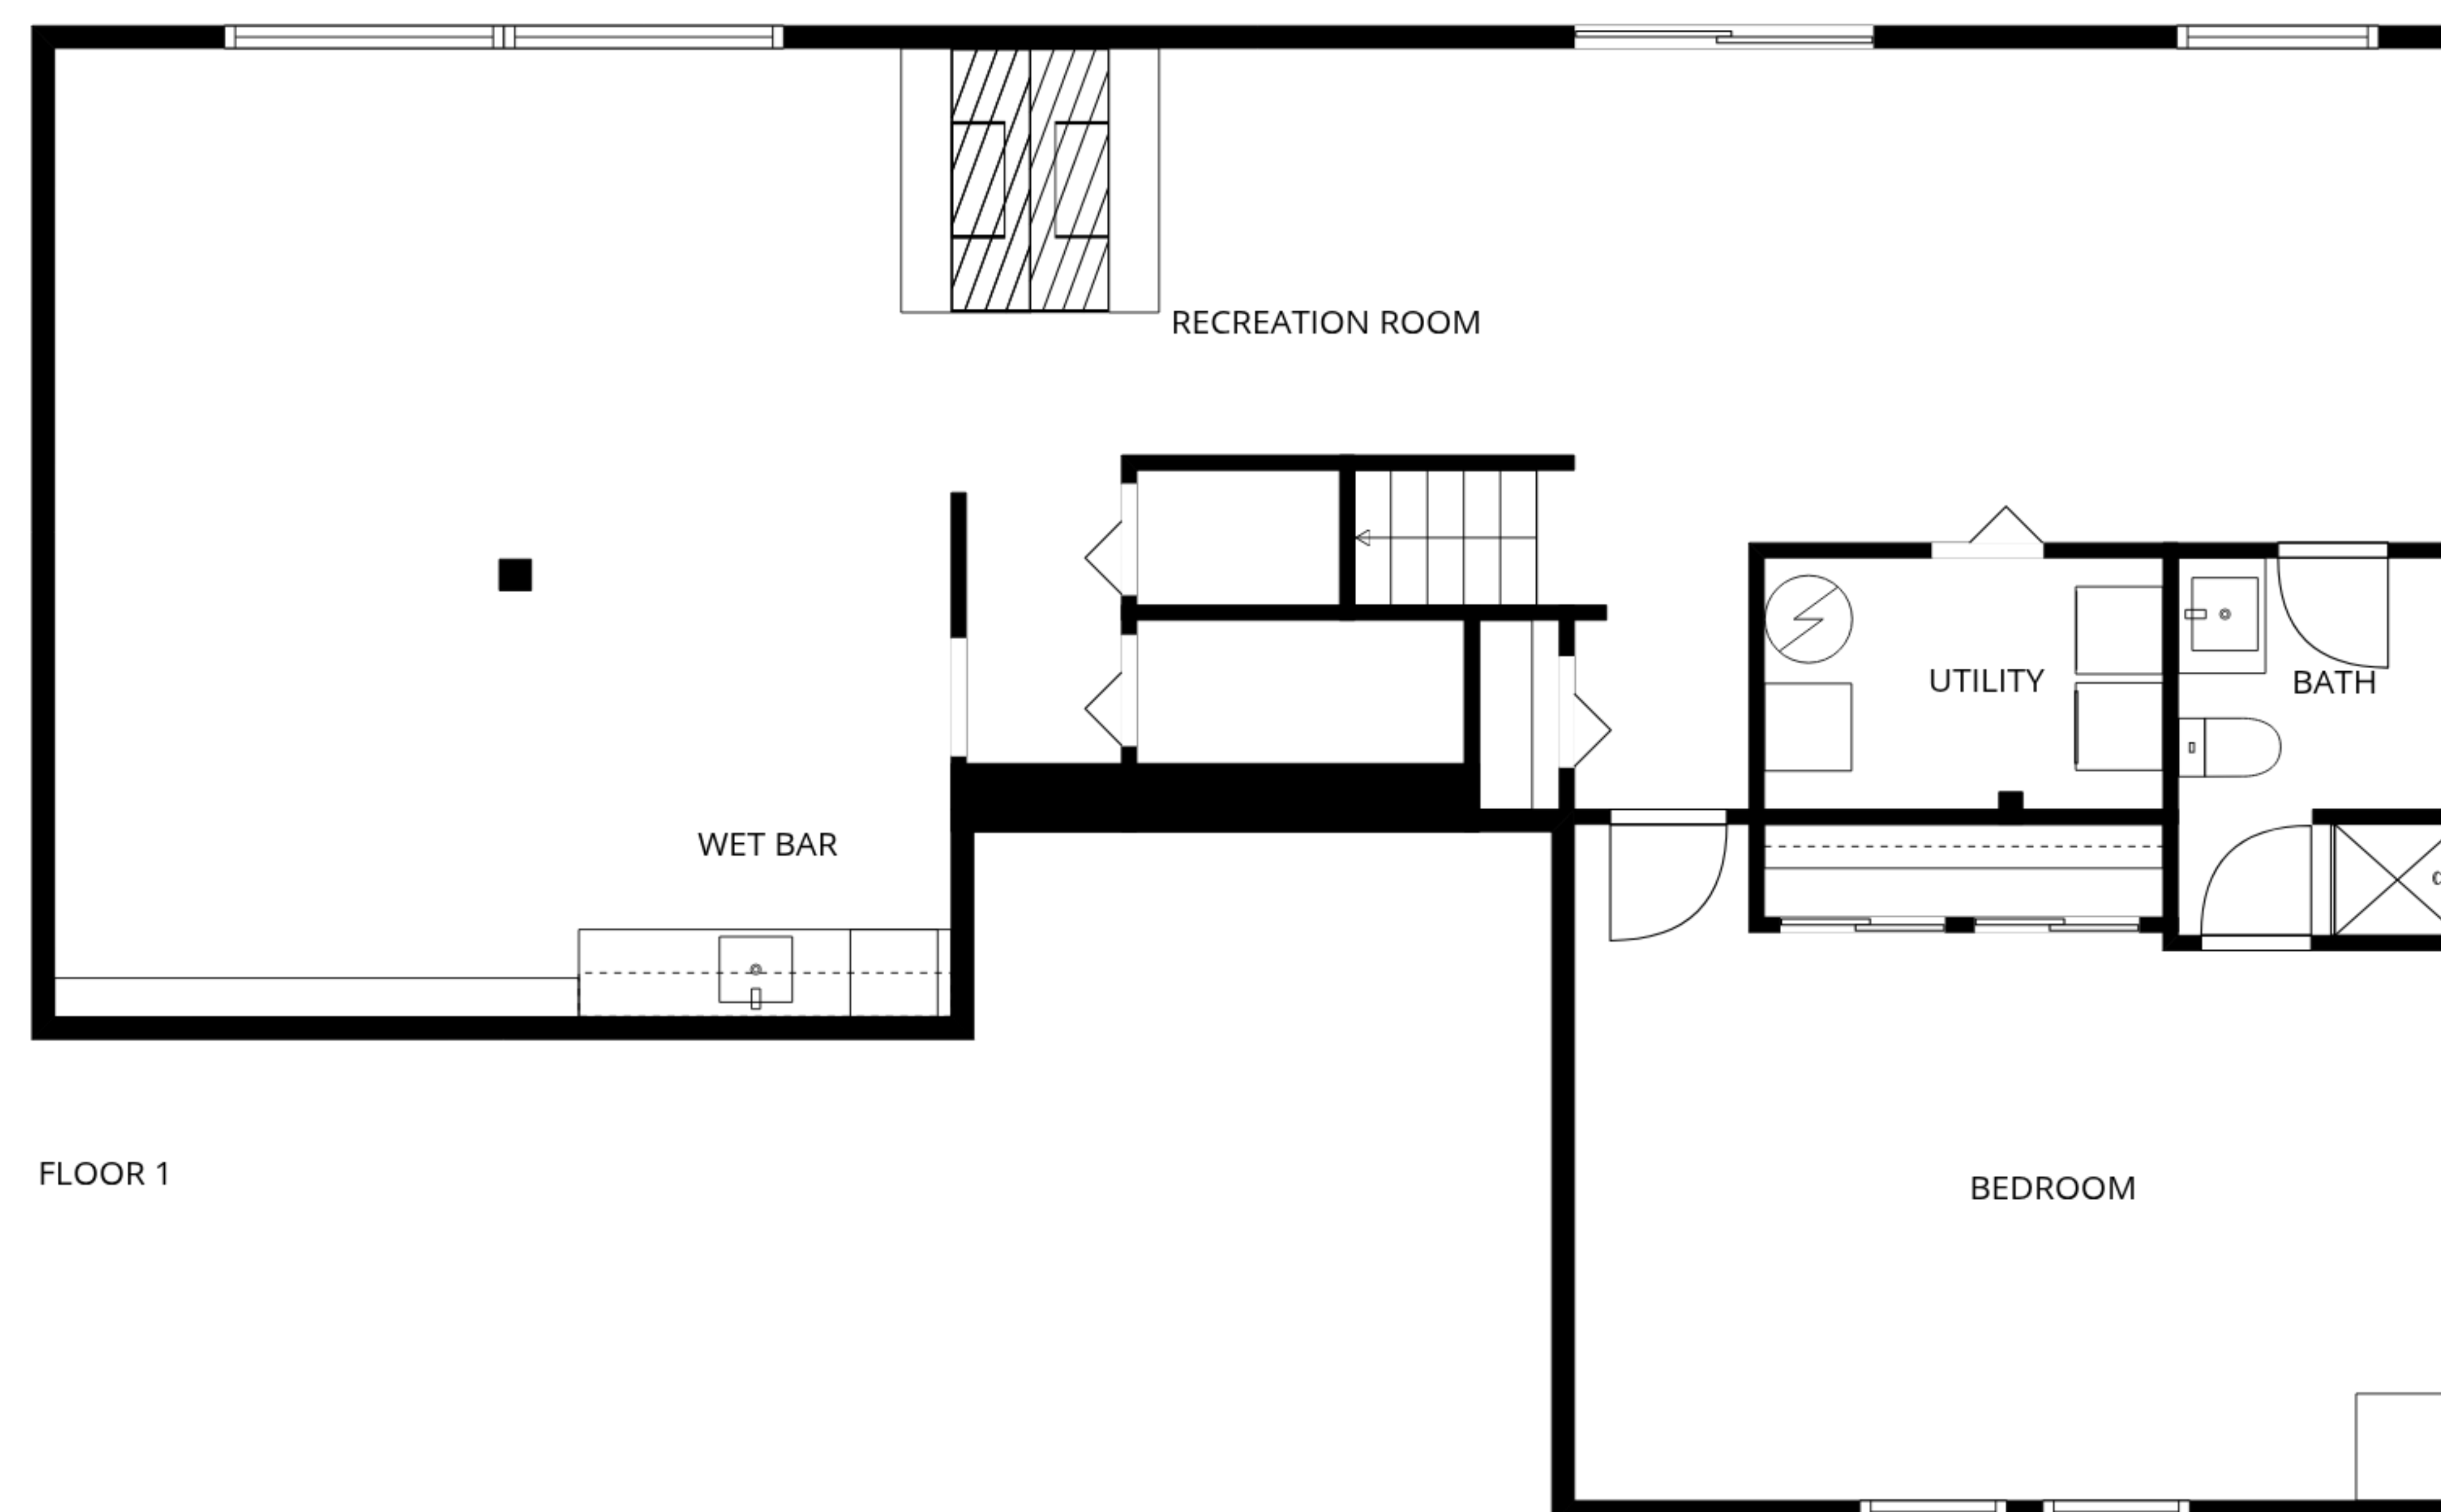 RECREATION ROOM
UTILITY
BATH
WET BAR
FLOOR 1
BEDROOM